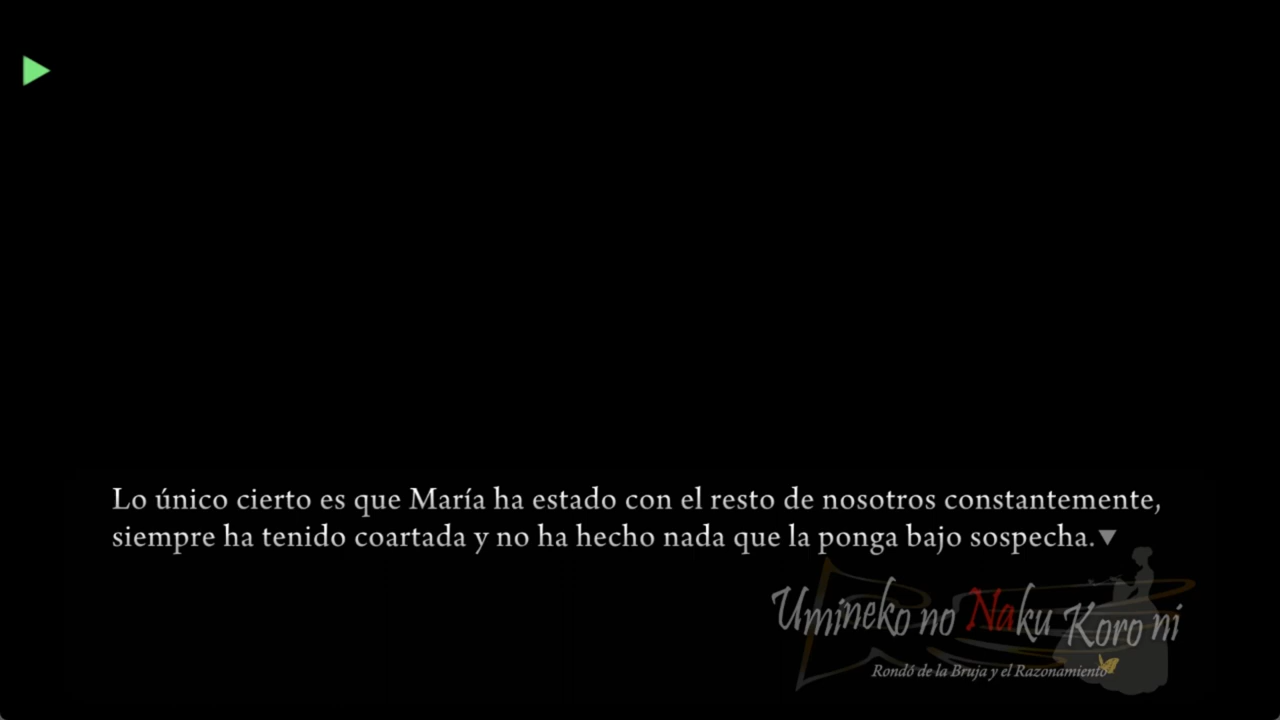 Lo único cierto es que María ha estado con el resto de nosotros constantemente,
siempre ha tenido coartada y no ha hecho nada que la ponga bajo sospecha.
Umineko no Naku Koro ni
Rondó de la Bruja y el Razonamiento